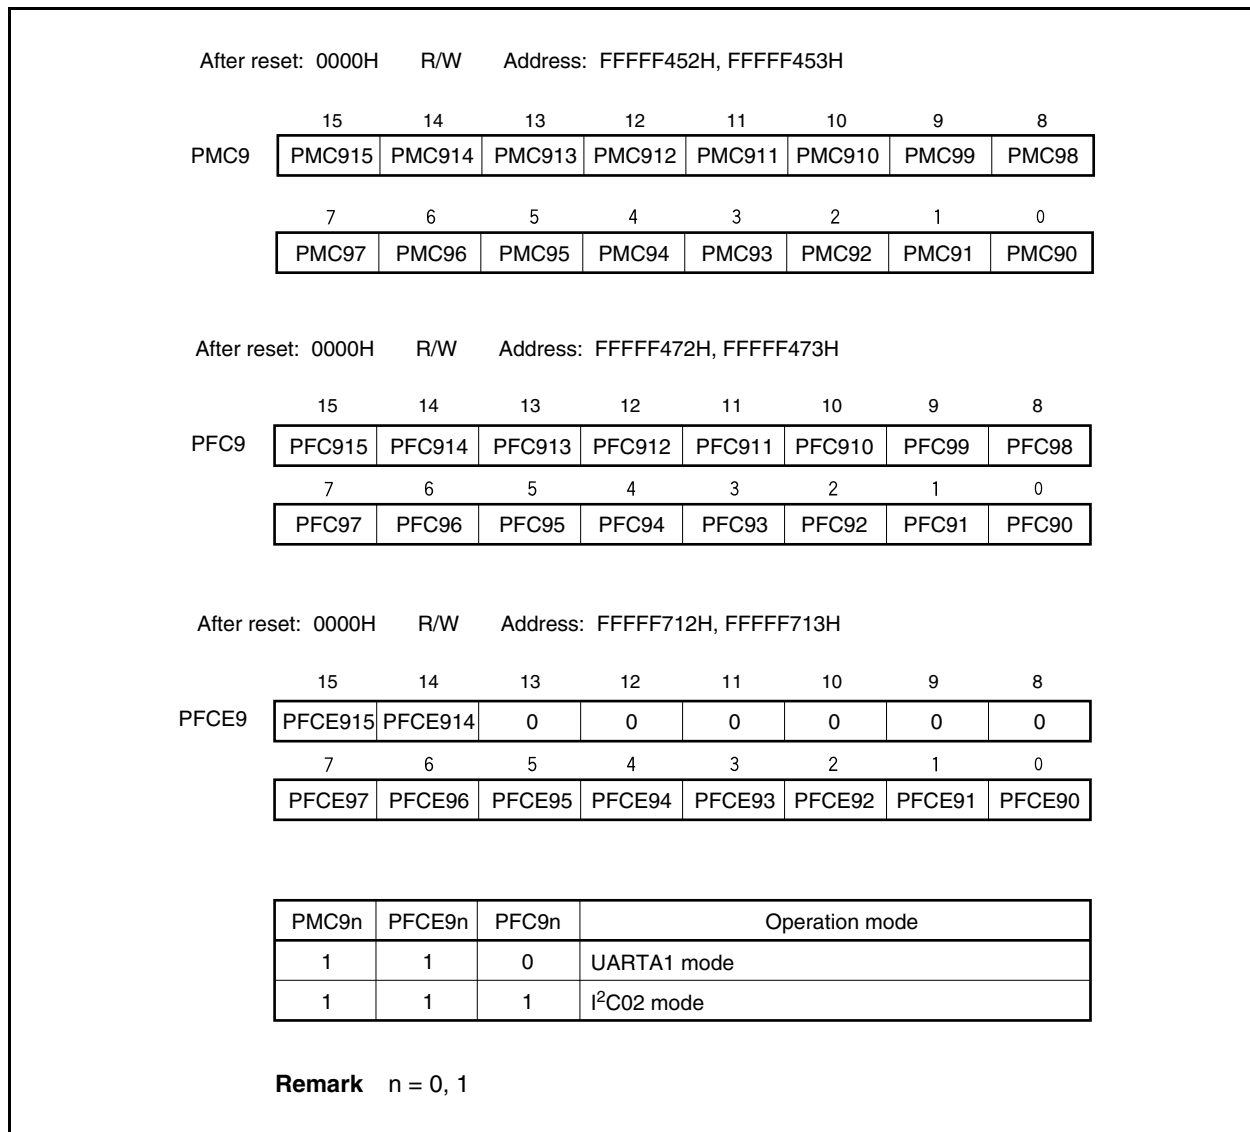 After reset: 0000H R/W Address: FFFFF452H, FFFFF453H
15 14 13 12 11 10 9 8
PMC9 PMC915 PMC914 PMC913 PMC912 PMC911 PMC910 PMC99 PMC98
7 6 5 4 3 2 1 0
PMC97 PMC96 PMC95 PMC94 PMC93 PMC92 PMC91 PMC90
After reset: 0000H R/W Address: FFFFF472H, FFFFF473H
15 14 13 12 11 10 9 8
PFC9 PFC915 PFC914 PFC913 PFC912 PFC911 PFC910 PFC99 PFC98
7 6 5 4 3 2 1 0
PFC97 PFC96 PFC95 PFC94 PFC93 PFC92 PFC91 PFC90
After reset: 0000H R/W Address: FFFFF712H, FFFFF713H
15 14 13 12 11 10 9 8
PFCE9 PFCE915 PFCE914 0 0 0 0 0 0
7 6 5 4 3 2 1 0
PFCE97 PFCE96 PFCE95 PFCE94 PFCE93 PFCE92 PFCE91 PFCE90
PMC9n PFCE9n PFC9n Operation mode
1 1 0 UARTA1 mode
1 1 1 I²C02 mode
Remark n = 0, 1